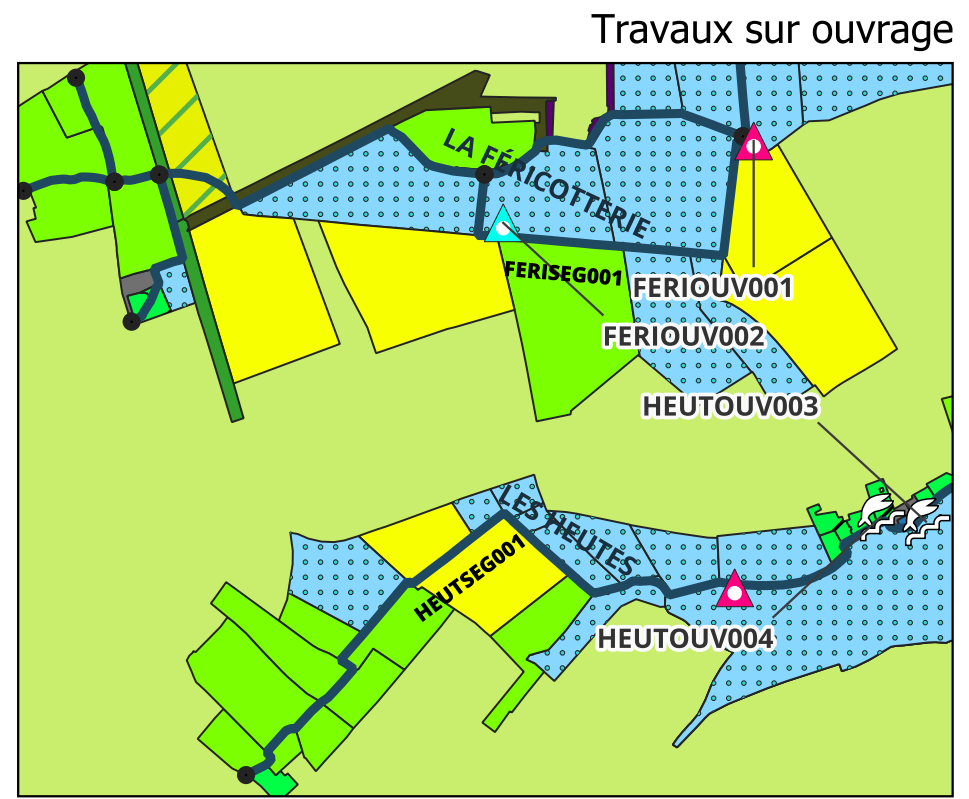 Travaux sur ouvrage
LA FÉRICOTTERIE
FERISEG001
FERIOUV001
FERIOUV002
HEUTOUV003
LES HEUTES
HEUTSEG001
HEUTOUV004